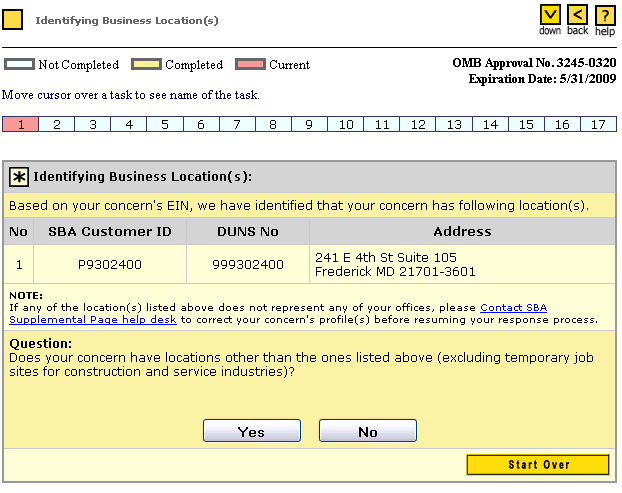 Identifying Business Location(s)
down back help
Not Completed Completed Current
OMB Approval No. 3245-0320
Expiration Date: 5/31/2009
Move cursor over a task to see name of the task.
1 2 3 4 5 6 7 8 9 10 11 12 13 14 15 16 17
* Identifying Business Location(s):
Based on your concern's EIN, we have identified that your concern has following location(s).
No SBA Customer ID DUNS No Address
1 P9302400 999302400 241 E 4th St Suite 105
Frederick MD 21701-3601
NOTE:
If any of the location(s) listed above does not represent any of your offices, please Contact SBA
Supplemental Page help desk to correct your concern's profile(s) before resuming your response process.
Question:
Does your concern have locations other than the ones listed above (excluding temporary job
sites for construction and service industries)?
Yes No
Start Over